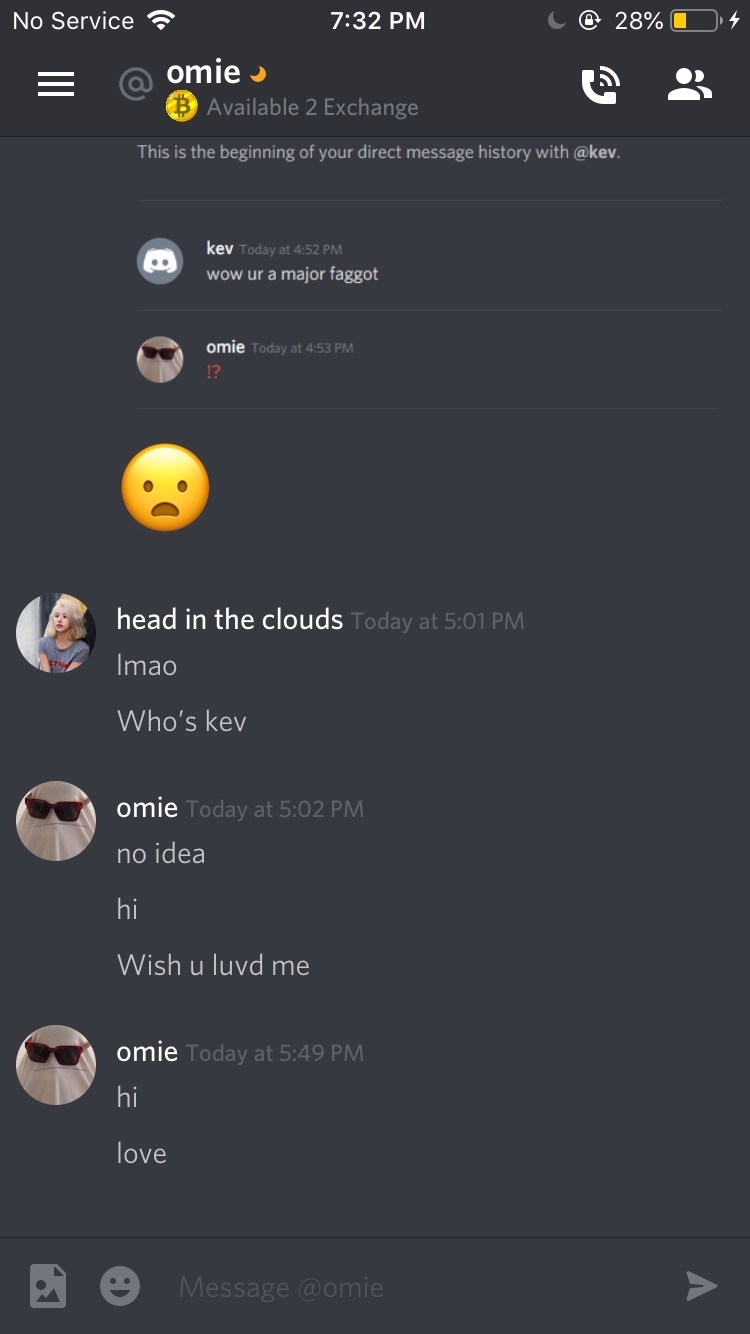 No Service 7:32 PM 28%
omie
Available 2 Exchange
This is the beginning of your direct message history with @kev.
kev Today at 4:52 PM
wow ur a major faggot
omie Today at 4:53 PM
!?
head in the clouds Today at 5:01 PM
lmao
Who's kev
omie Today at 5:02 PM
no idea
hi
Wish u luvd me
omie Today at 5:49 PM
hi
love
Message @omie